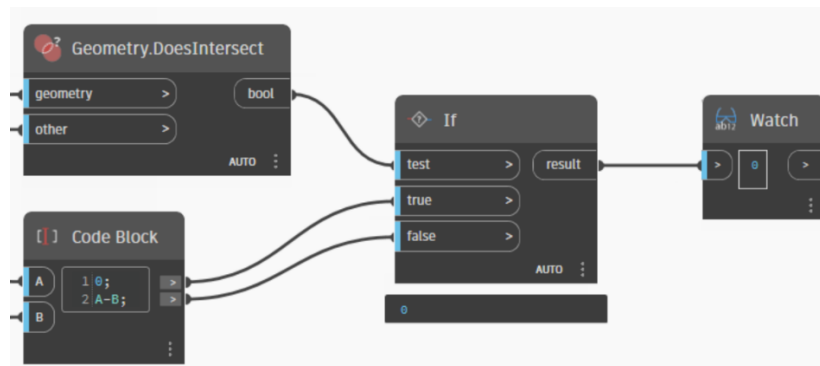 Geometry.DoesIntersect
geometry >
bool
other >
AUTO
Code Block
A
1 0;
>
2 A-B;
>
B
If
test >
result
true >
false >
AUTO
0
ab12
Watch
>
0
>